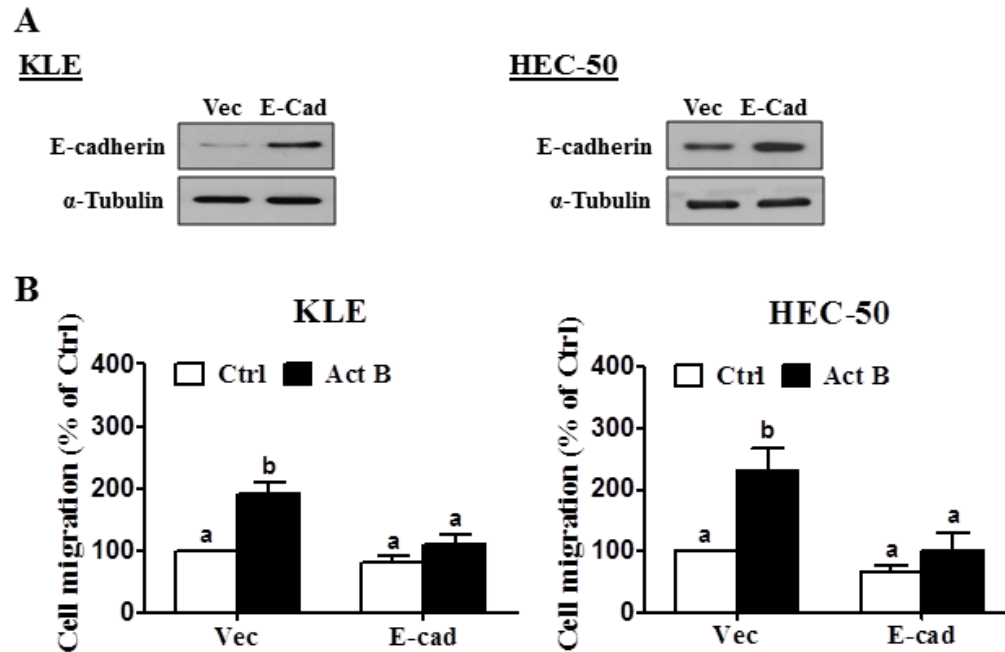 A
KLE
Vec E-Cad
E-cadherin
α-Tubulin
HEC-50
Vec E-Cad
E-cadherin
α-Tubulin
B
KLE
Cell migration (% of Ctrl)
400
300
200
100
0
Ctrl Act B
a
b
a
a
Vec E-cad
HEC-50
Cell migration (% of Ctrl)
400
300
200
100
0
Ctrl Act B
a
b
a
a
Vec E-cad